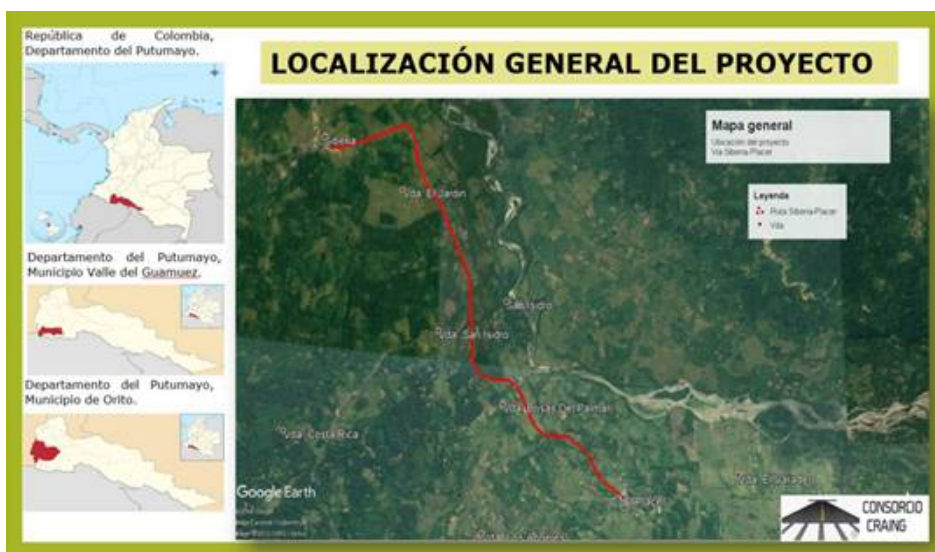 República de Colombia,
Departamento del Putumayo.
LOCALIZACIÓN GENERAL DEL PROYECTO
Mapa general
Ubicación del proyecto
Vía Siberia-Placer
Leyenda
Ruta Siberia-Placer
Vda
Siberia
Vda. El Jardín
San Isidro
Vda. San Isidro
Vda. Costa Rica
Departamento del Putumayo,
Municipio Valle del Guamuez.
Departamento del Putumayo,
Municipio de Orito.
Google Earth
CONSORCIO
CRAING